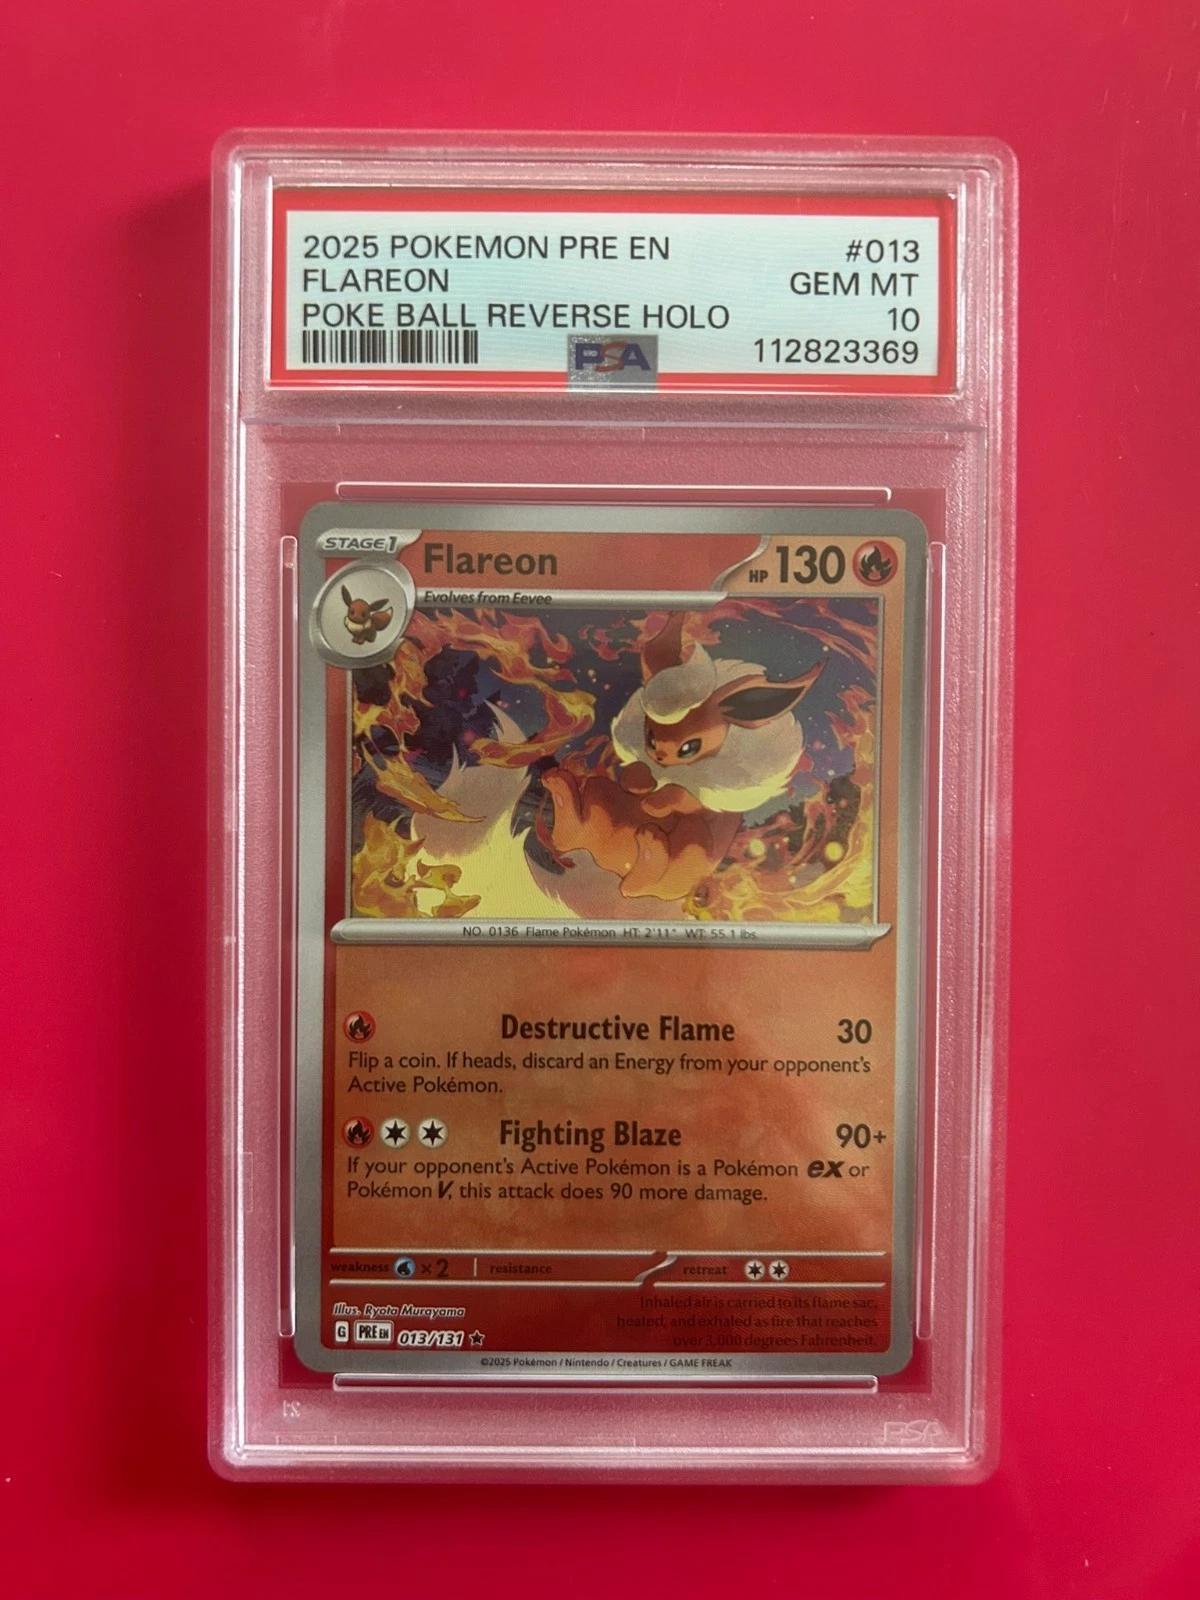 2025 POKEMON PRE EN #013
FLAREON GEM MT
POKE BALL REVERSE HOLO 10
PSA 112823369
STAGE 1 Flareon HP 130
Evolves from Eevee
NO. 0136 Flame Pokémon HT: 2'11" WT: 55.1 lbs.
Destructive Flame 30
Flip a coin. If heads, discard an Energy from your opponent's
Active Pokémon.
Fighting Blaze 90+
If your opponent's Active Pokémon is a Pokémon ex or
Pokémon V, this attack does 90 more damage.
weakness ×2 resistance retreat
Illus. Ryota Murayama
Inhaled air is carried to its flame sac,
heated, and exhaled as fire that reaches
over 3,000 degrees Fahrenheit.
G PRE EN 013/131
©2025 Pokémon / Nintendo / Creatures / GAME FREAK
PSA